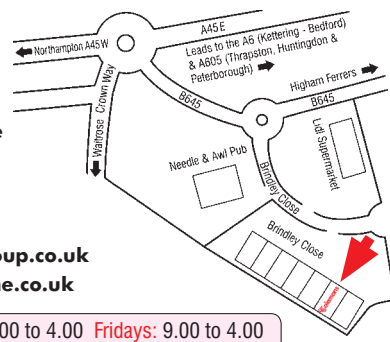 A45E
Northampton A45W
Leads to the A6 (Kettering - Bedford)
& A605 (Thrapston, Huntingdon &
Peterborough)
Higham Ferrers
B645
B645
Waitrose Crown Way
Needle & Awl Pub
Lidl Supermarket
Brindley Close
Brindley Close
Colemans
e
oup.co.uk
ne.co.uk
00 to 4.00 Fridays: 9.00 to 4.00